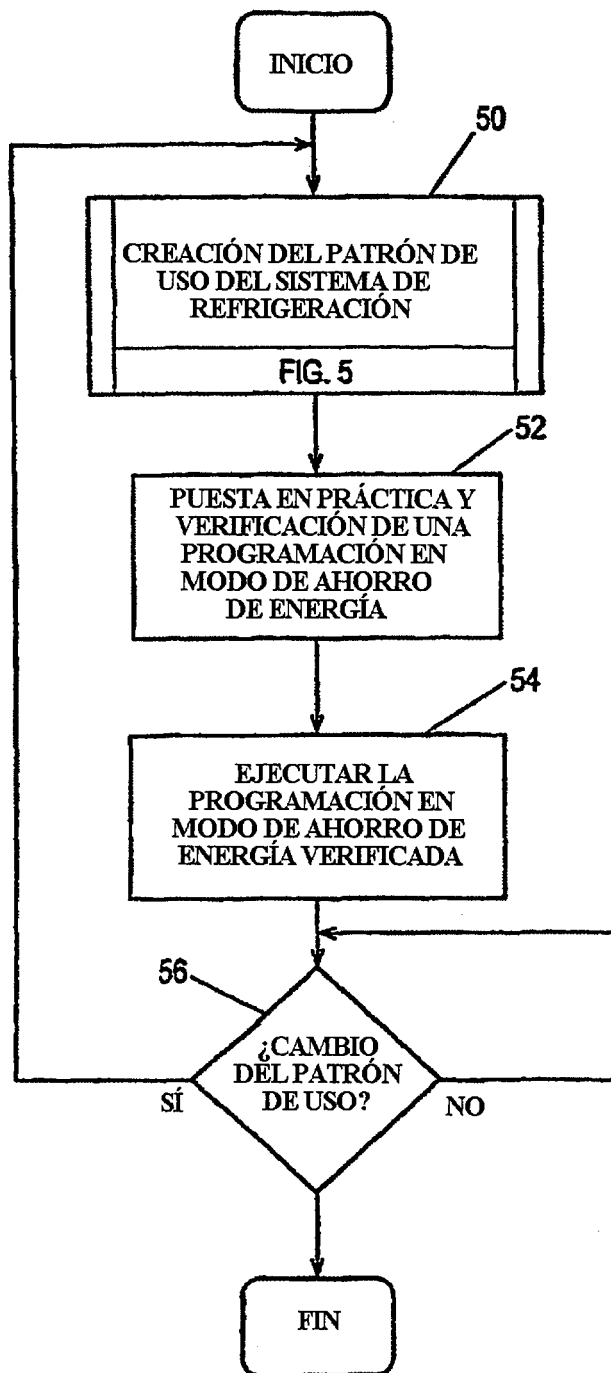 INICIO
50
CREACIÓN DEL PATRÓN DE
USO DEL SISTEMA DE
REFRIGERACIÓN
FIG. 5
52
PUESTA EN PRÁCTICA Y
VERIFICACIÓN DE UNA
PROGRAMACIÓN EN
MODO DE AHORRO
DE ENERGÍA
54
EJECUTAR LA
PROGRAMACIÓN EN
MODO DE AHORRO DE
ENERGÍA VERIFICADA
56
¿CAMBIO
DEL PATRÓN
DE USO?
SÍ
NO
FIN